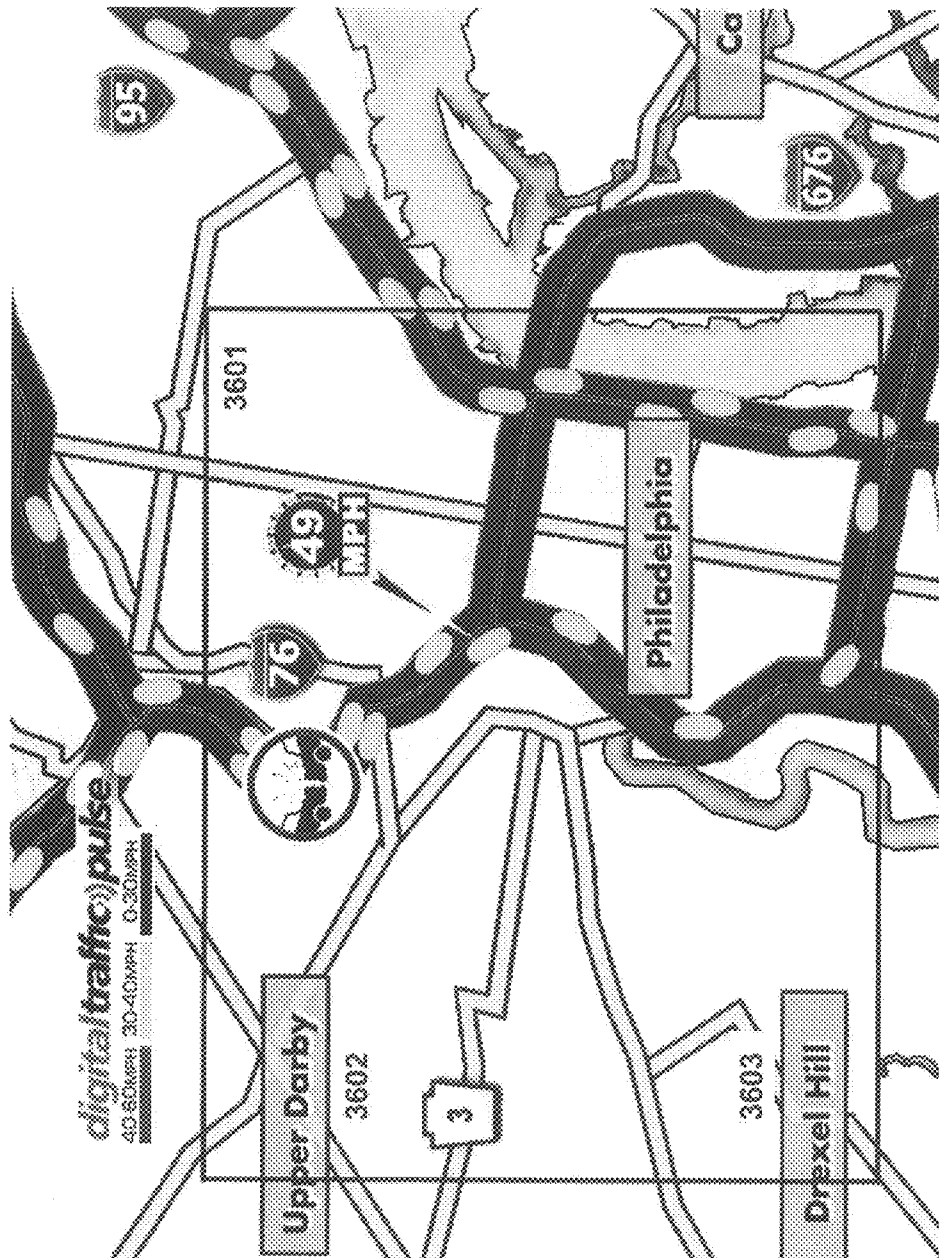 digitaltraffic pulse
40-60MPH 30-40MPH 0-30MPH
95
3601
49
MPH
76
Upper Darby
3602
3
Philadelphia
Ca
676
3603
Drexel Hill